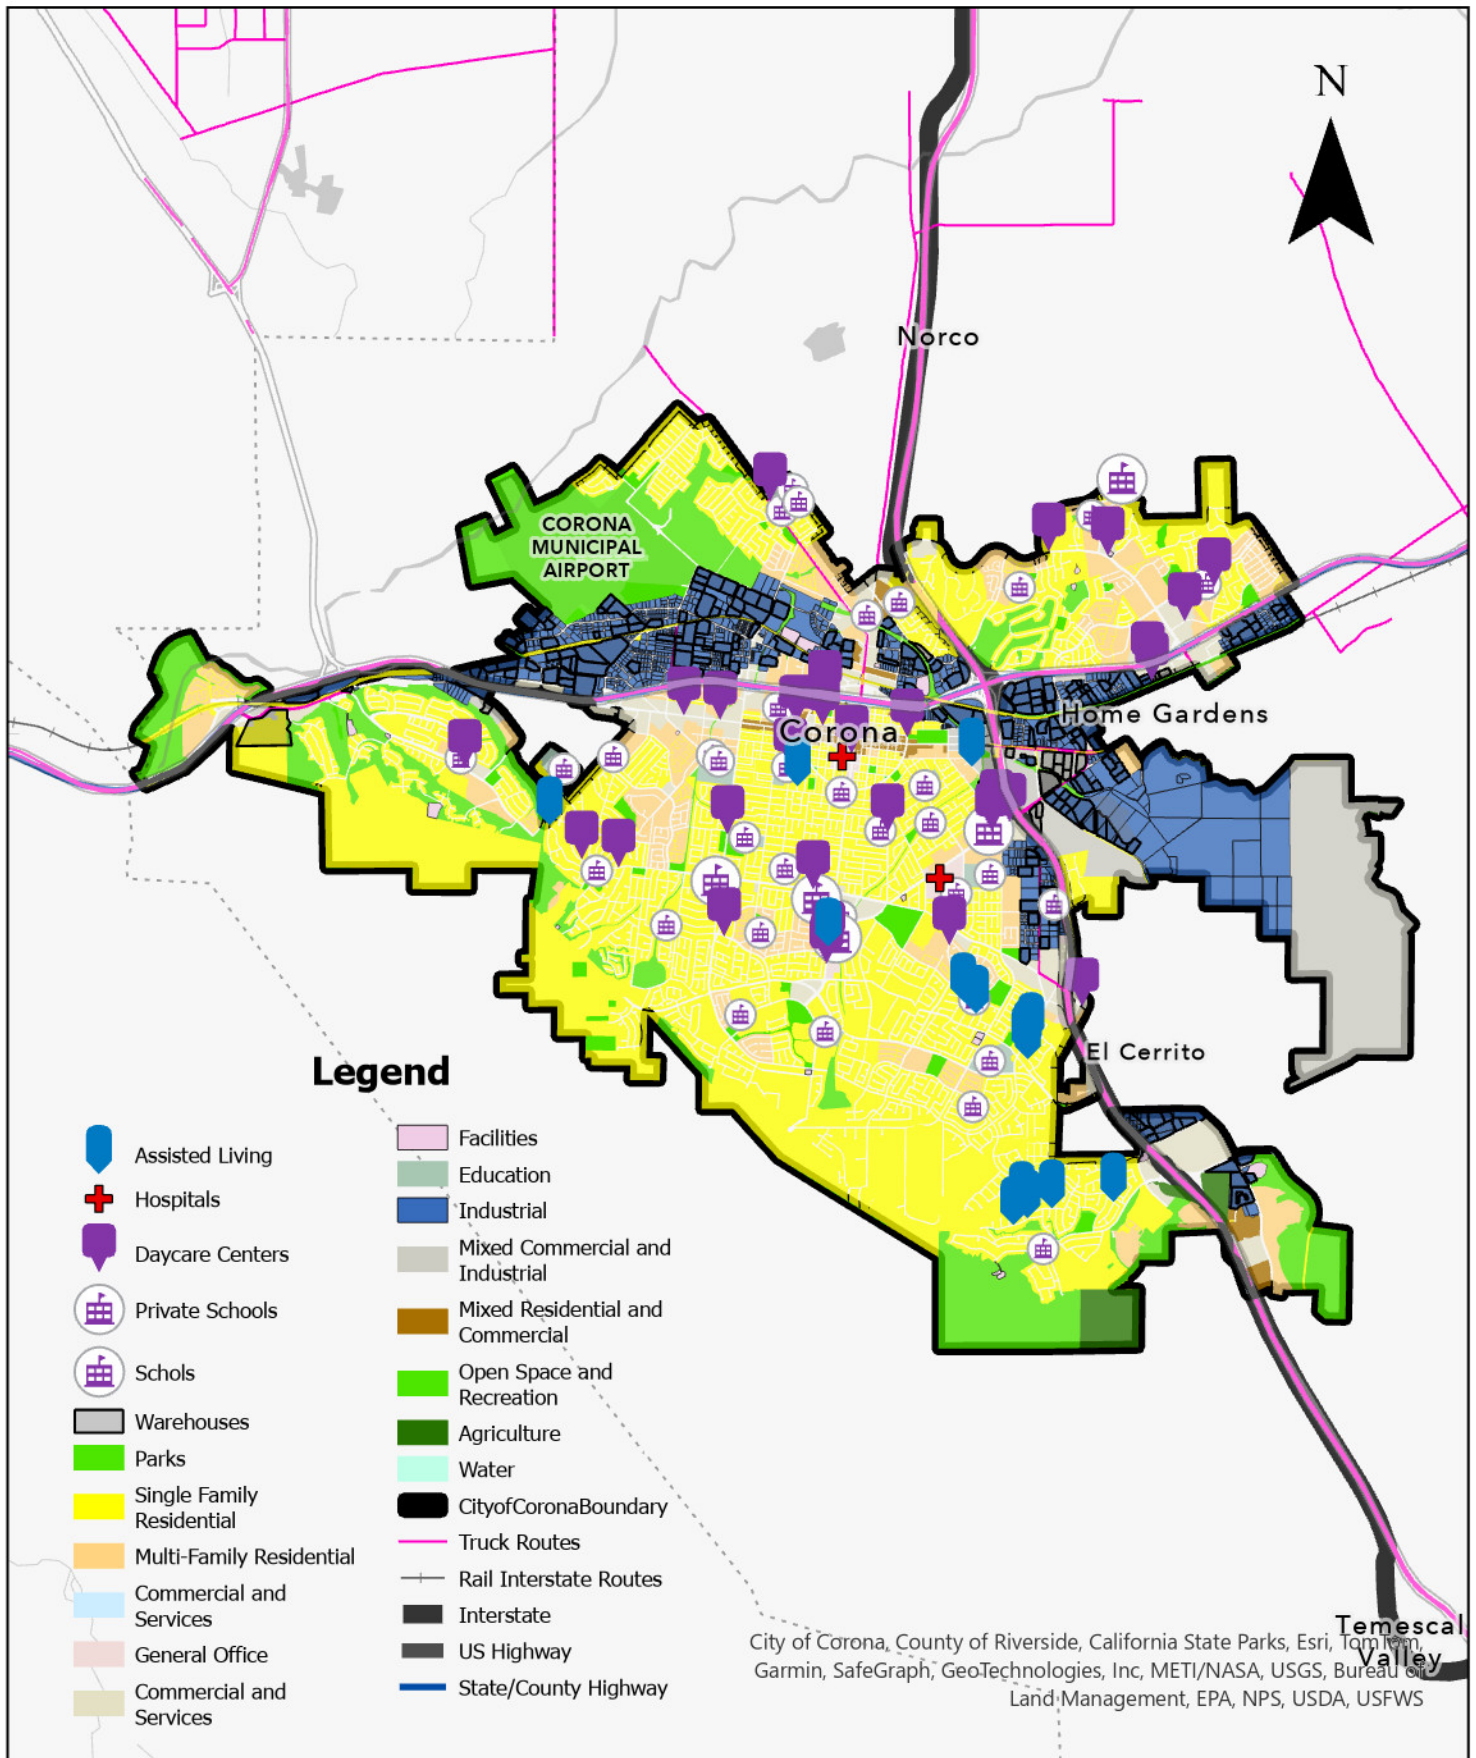 N
Norco
CORONA
MUNICIPAL
AIRPORT
Home Gardens
Corona
El Cerrito
Legend
Assisted Living
Hospitals
Daycare Centers
Private Schools
Schols
Warehouses
Parks
Single Family
Residential
Multi-Family Residential
Commercial and
Services
General Office
Commercial and
Services
Facilities
Education
Industrial
Mixed Commercial and
Industrial
Mixed Residential and
Commercial
Open Space and
Recreation
Agriculture
Water
CityofCoronaBoundary
Truck Routes
Rail Interstate Routes
Interstate
US Highway
State/County Highway
Temescal
Valley
City of Corona, County of Riverside, California State Parks, Esri, TomTom,
Garmin, SafeGraph, GeoTechnologies, Inc, METI/NASA, USGS, Bureau of
Land Management, EPA, NPS, USDA, USFWS